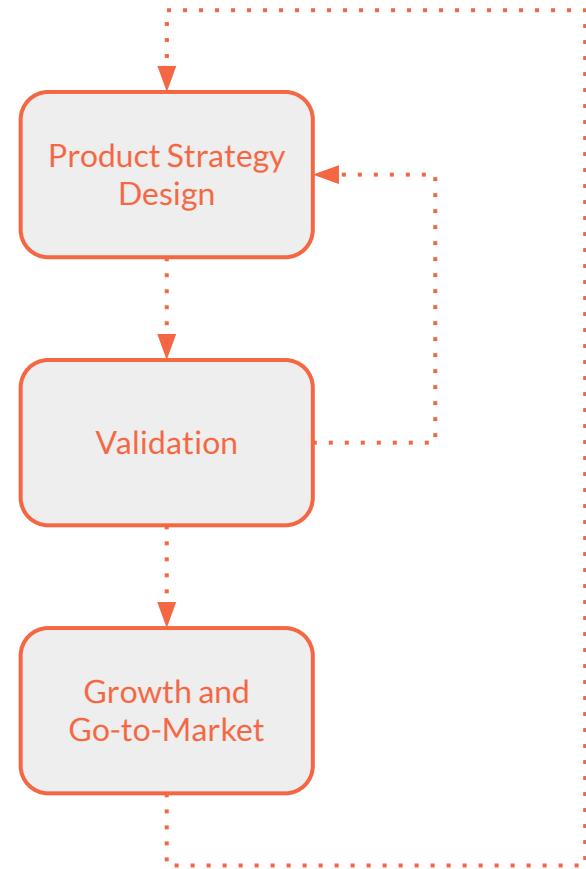 Product Strategy
Design
Validation
Growth and
Go-to-Market